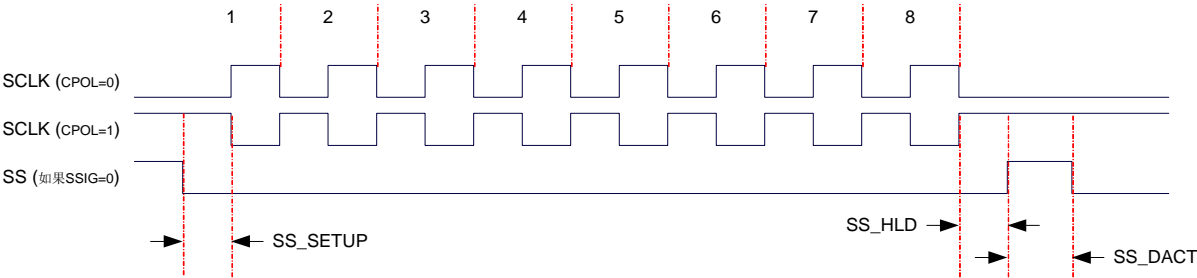 1 2 3 4 5 6 7 8
SCLK (CPOL=0)
SCLK (CPOL=1)
SS (如果SSIG=0)
SS_HLD
SS_SETUP
SS_DACT